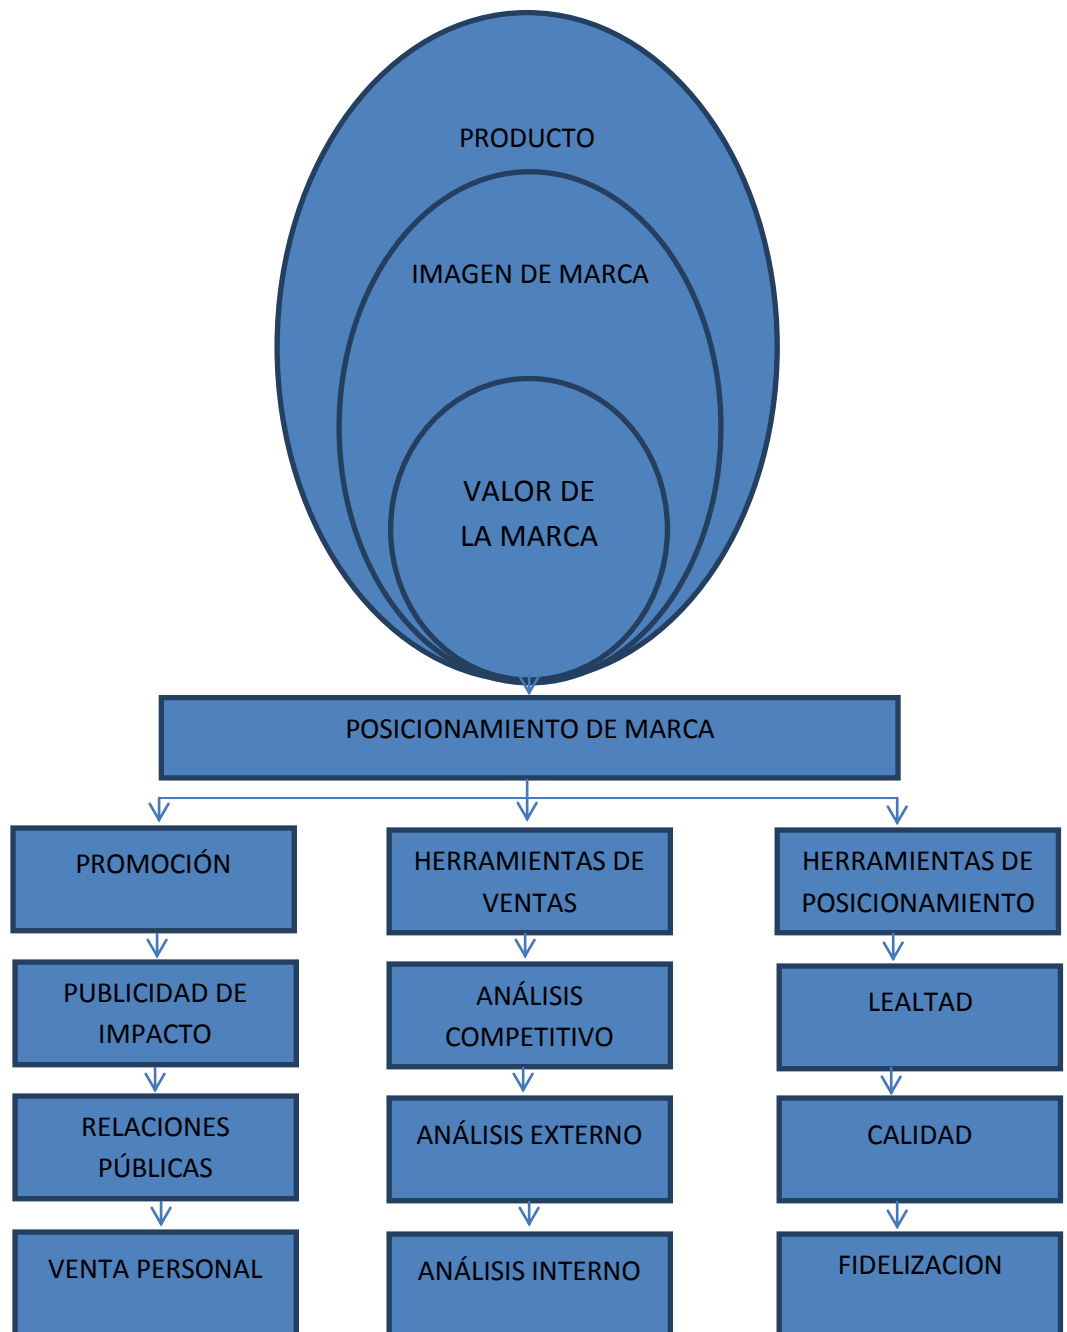 PRODUCTO
IMAGEN DE MARCA
VALOR DE
LA MARCA
POSICIONAMIENTO DE MARCA
PROMOCIÓN
HERRAMIENTAS DE
VENTAS
HERRAMIENTAS DE
POSICIONAMIENTO
PUBLICIDAD DE
IMPACTO
ANÁLISIS
COMPETITIVO
LEALTAD
RELACIONES
PÚBLICAS
ANÁLISIS EXTERNO
CALIDAD
VENTA PERSONAL
ANÁLISIS INTERNO
FIDELIZACION